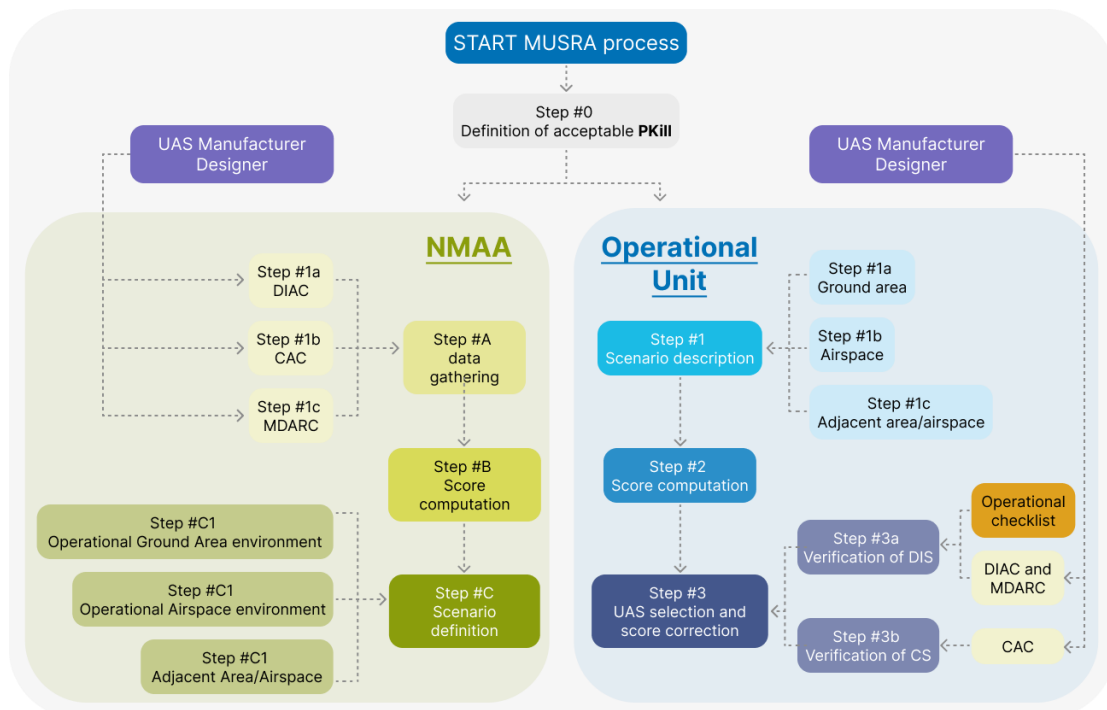 START MUSRA process
Step #0
Definition of acceptable PKill
UAS Manufacturer
Designer
UAS Manufacturer
Designer
NMAA
Step #1a
DIAC
Step #1b
CAC
Step #1c
MDARC
Step #A
data
gathering
Step #B
Score
computation
Step #C1
Operational Ground Area environment
Step #C1
Operational Airspace environment
Step #C1
Adjacent Area/Airspace
Step #C
Scenario
definition
Operational
Unit
Step #1a
Ground area
Step #1b
Airspace
Step #1c
Adjacent area/airspace
Step #1
Scenario description
Step #2
Score computation
Step #3
UAS selection and
score correction
Step #3a
Verification of DIS
Step #3b
Verification of CS
Operational
checklist
DIAC and
MDARC
CAC